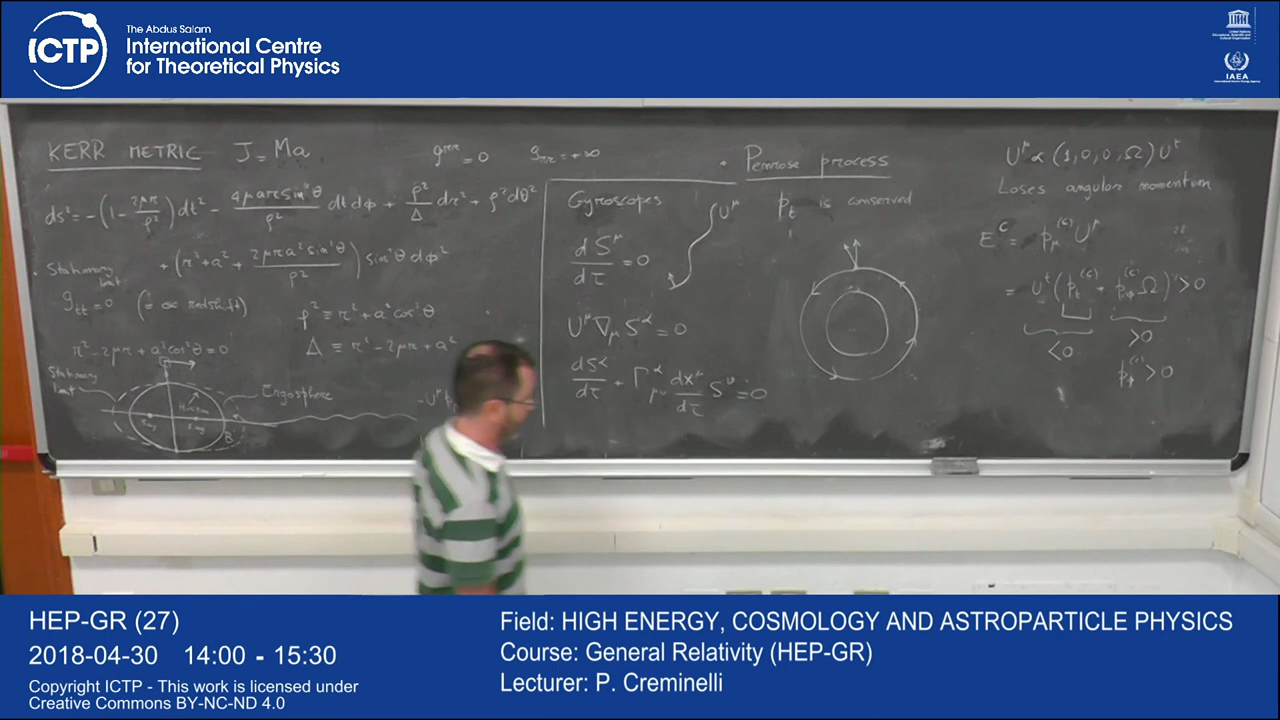 The Abdus Salam
ICTP
International Centre
for Theoretical Physics
IAEA
KERR METRIC J = Ma
g^{rr} = 0 g_{rr} = +∞
ds² = -(1 - 2μr/ρ²) dt² - 4μar sin²θ/ρ² dt dφ + ρ²/Δ dr² + ρ² dθ²
+ (r² + a² + 2μra² sin²θ/ρ²) sin²θ dφ²
Stationary
limit
g_{tt} = 0 (= ∞ redshift)
ρ² ≡ r² + a² cos²θ
r² - 2μr + a² cos²θ = 0
Δ ≡ r² - 2μr + a²
Stationary
limit
Ergosphere
Gyroscopes
U^μ
dS^μ/dτ = 0
U^μ ∇_μ S^α = 0
dS^α/dτ + Γ^α_{μν} dx^μ/dτ S^ν = 0
• Penrose process
p_t is conserved
U^μ ∝ (1, 0, 0, Ω) U^t
Loses angular momentum
E^C = - p_μ^{(C)} U^μ
= - U^t (p_t^{(C)} + p_φ^{(C)} Ω) > 0
<0 >0
p_φ^{(C)} > 0
HEP-GR (27)
2018-04-30 14:00 - 15:30
Copyright ICTP - This work is licensed under
Creative Commons BY-NC-ND 4.0
Field: HIGH ENERGY, COSMOLOGY AND ASTROPARTICLE PHYSICS
Course: General Relativity (HEP-GR)
Lecturer: P. Creminelli